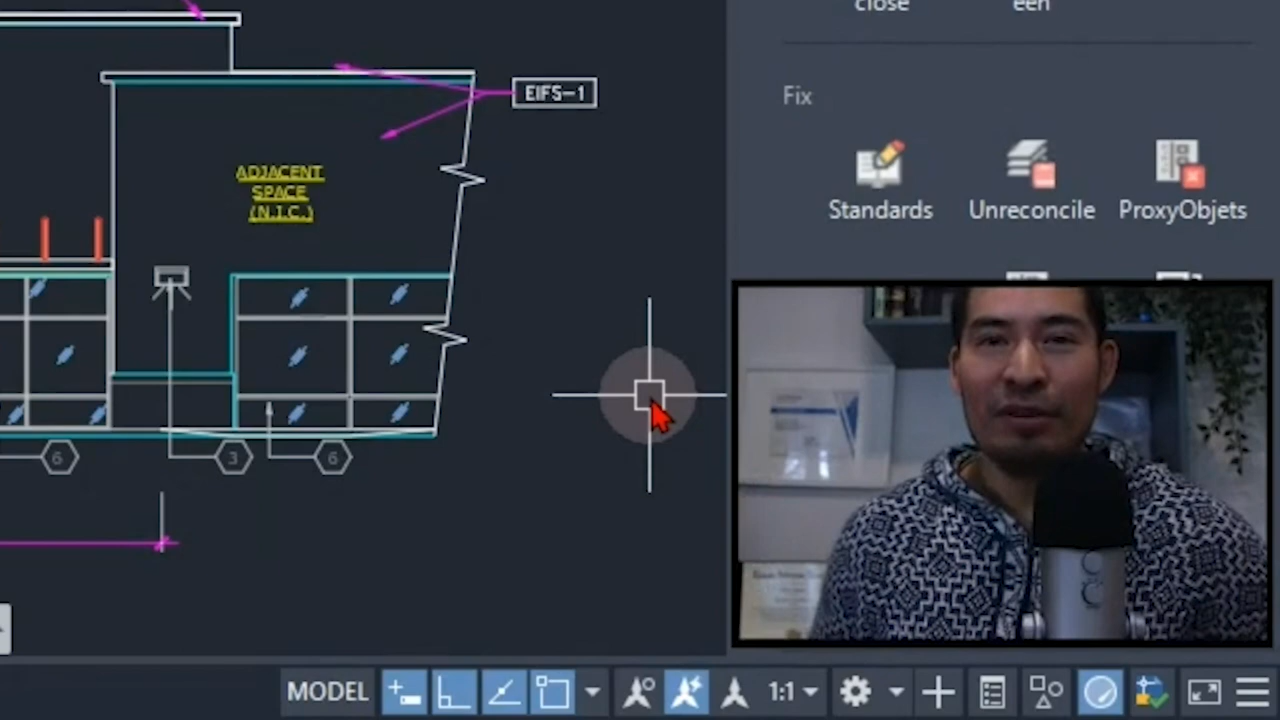 close
een
Fix
EIFS-1
ADJACENT
SPACE
(N.I.C.)
Standards
Unreconcile
ProxyObjets
6
3
6
MODEL
1:1